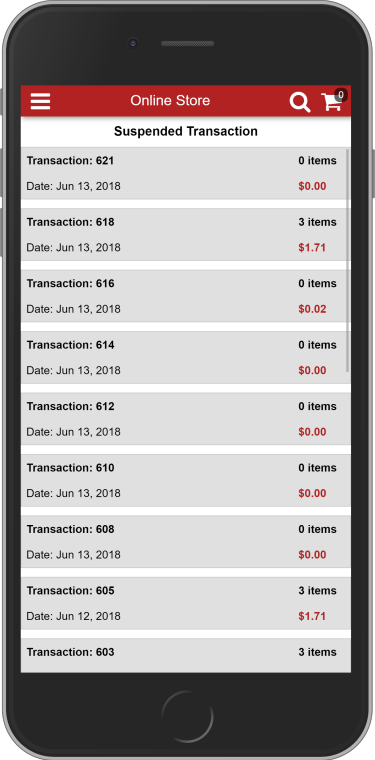 Online Store 0
Suspended Transaction
Transaction: 621 0 items
Date: Jun 13, 2018 $0.00
Transaction: 618 3 items
Date: Jun 13, 2018 $1.71
Transaction: 616 0 items
Date: Jun 13, 2018 $0.02
Transaction: 614 0 items
Date: Jun 13, 2018 $0.00
Transaction: 612 0 items
Date: Jun 13, 2018 $0.00
Transaction: 610 0 items
Date: Jun 13, 2018 $0.00
Transaction: 608 0 items
Date: Jun 13, 2018 $0.00
Transaction: 605 3 items
Date: Jun 12, 2018 $1.71
Transaction: 603 3 items